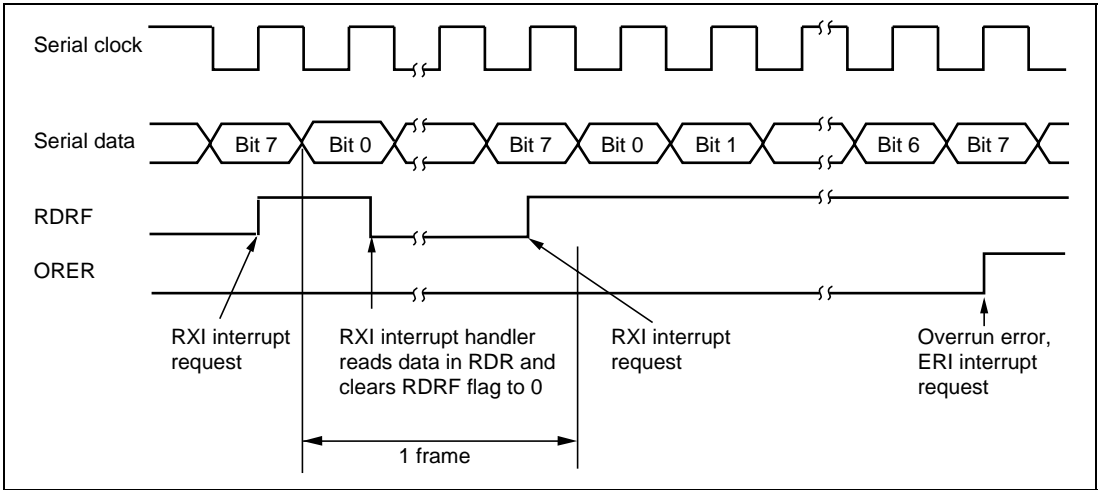 Serial clock
Serial data
Bit 7
Bit 0
Bit 7
Bit 0
Bit 1
Bit 6
Bit 7
RDRF
ORER
RXI interrupt
request
RXI interrupt handler
reads data in RDR and
clears RDRF flag to 0
RXI interrupt
request
Overrun error,
ERI interrupt
request
1 frame